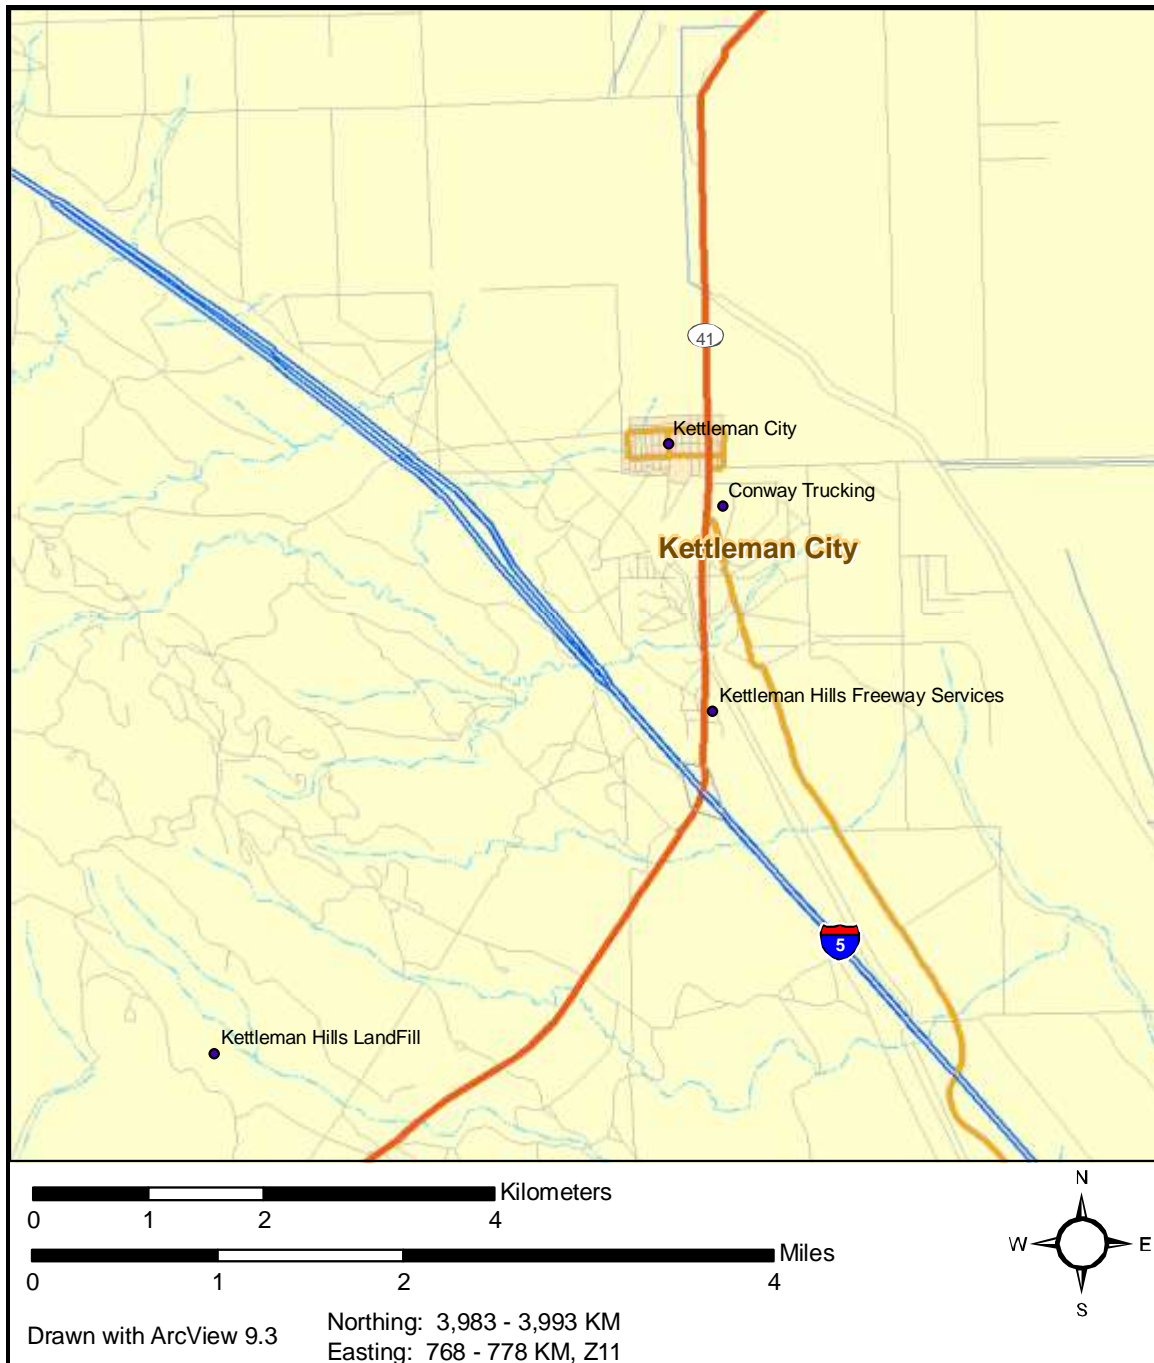 41
Kettleman City
Conway Trucking
Kettleman City
Kettleman Hills Freeway Services
5
Kettleman Hills LandFill
Kilometers
0 1 2 4
Miles
0 1 2 4
N
W E
S
Drawn with ArcView 9.3
Northing: 3,983 - 3,993 KM
Easting: 768 - 778 KM, Z11